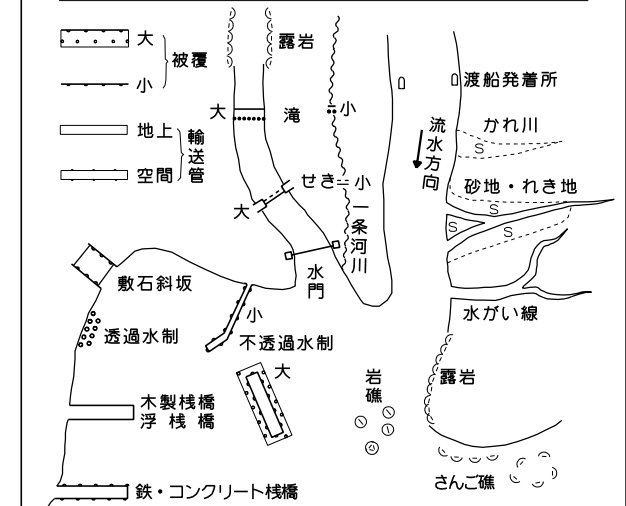 大
被覆
小
地上
輸送管
空間
露岩
大
滝
小
せき
小
大
一条河川
水門
渡船発着所
流水方向
かれ川
S
砂地・れき地
S
S
S
水がい線
敷石斜坂
透過水制
小
不透過水制
大
木製桟橋
浮桟橋
鉄・コンクリート桟橋
岩礁
露岩
さんご礁